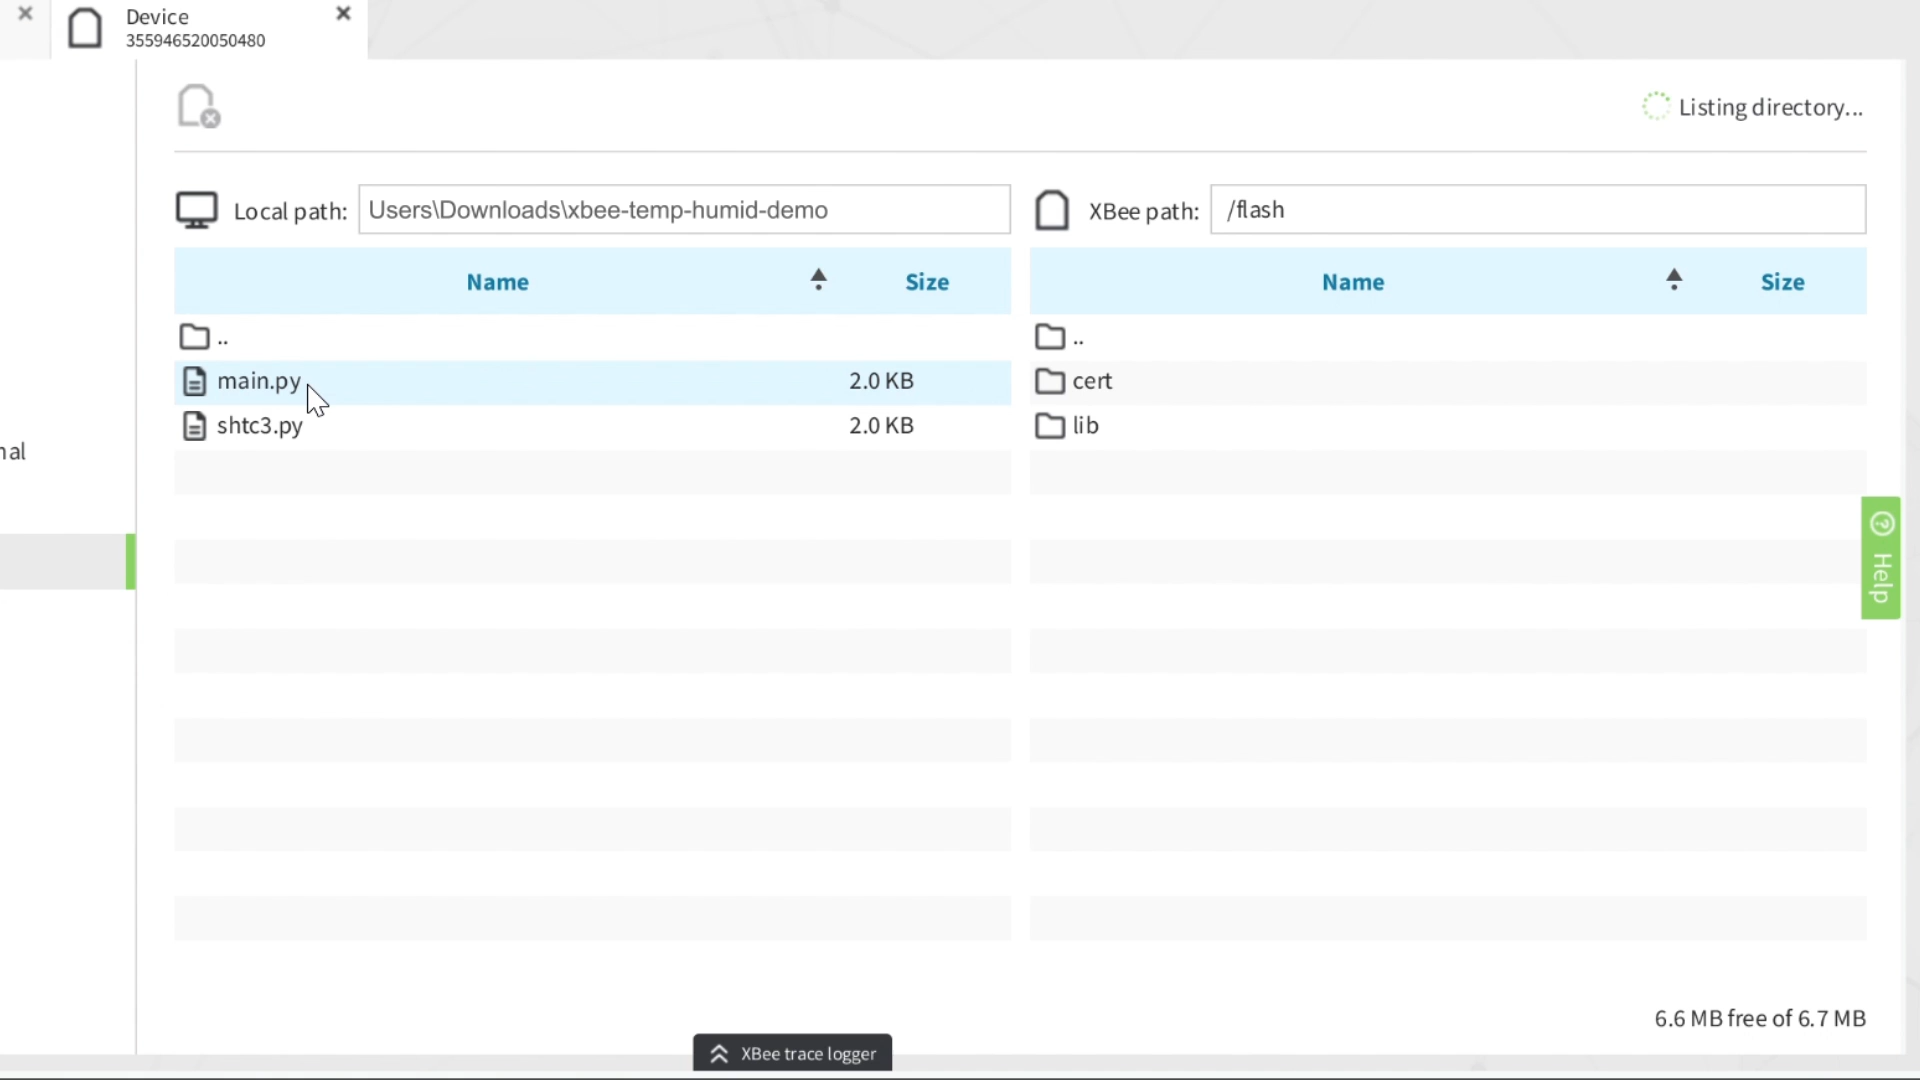 Device
355946520050480
Listing directory...
Local path: Users\Downloads\xbee-temp-humid-demo
XBee path: /flash
Name Size
Name Size
..
main.py 2.0 KB
shtc3.py 2.0 KB
..
cert
lib
nal
Help
6.6 MB free of 6.7 MB
XBee trace logger